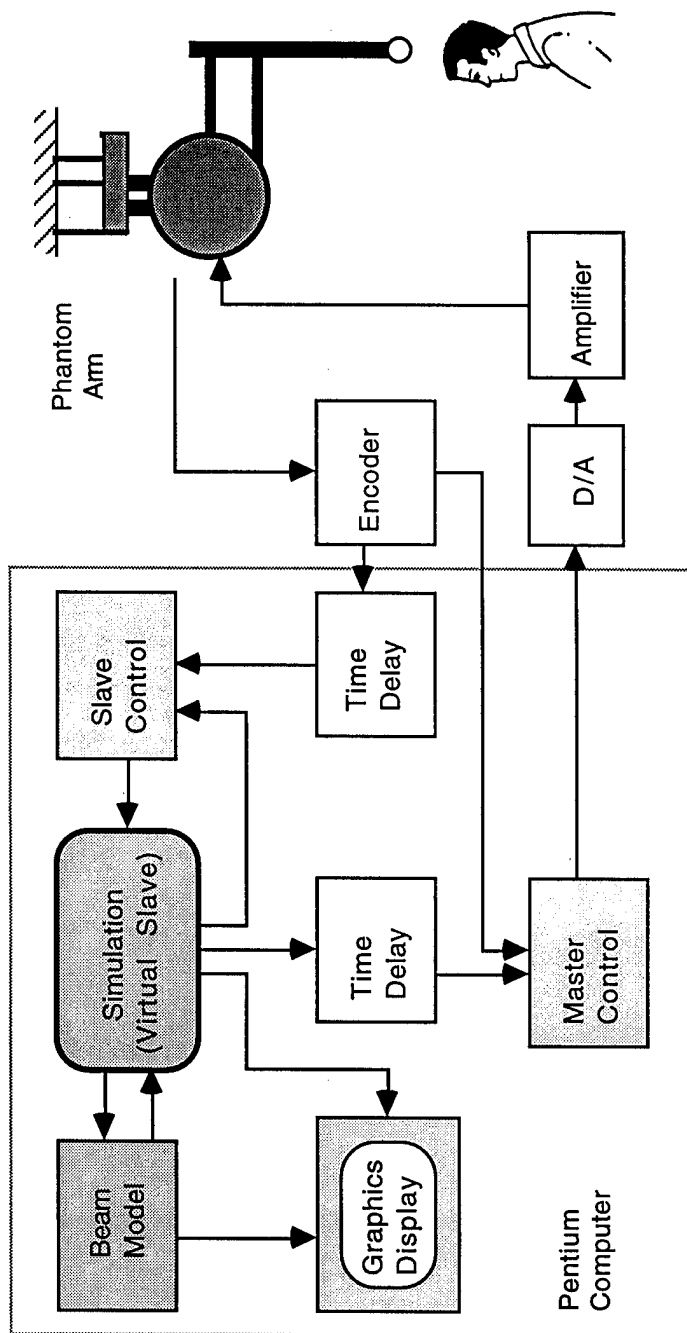 Beam
Model
Simulation
(Virtual Slave)
Slave
Control
Phantom
Arm
Graphics
Display
Time
Delay
Time
Delay
Encoder
Pentium
Computer
Master
Control
D/A
Amplifier